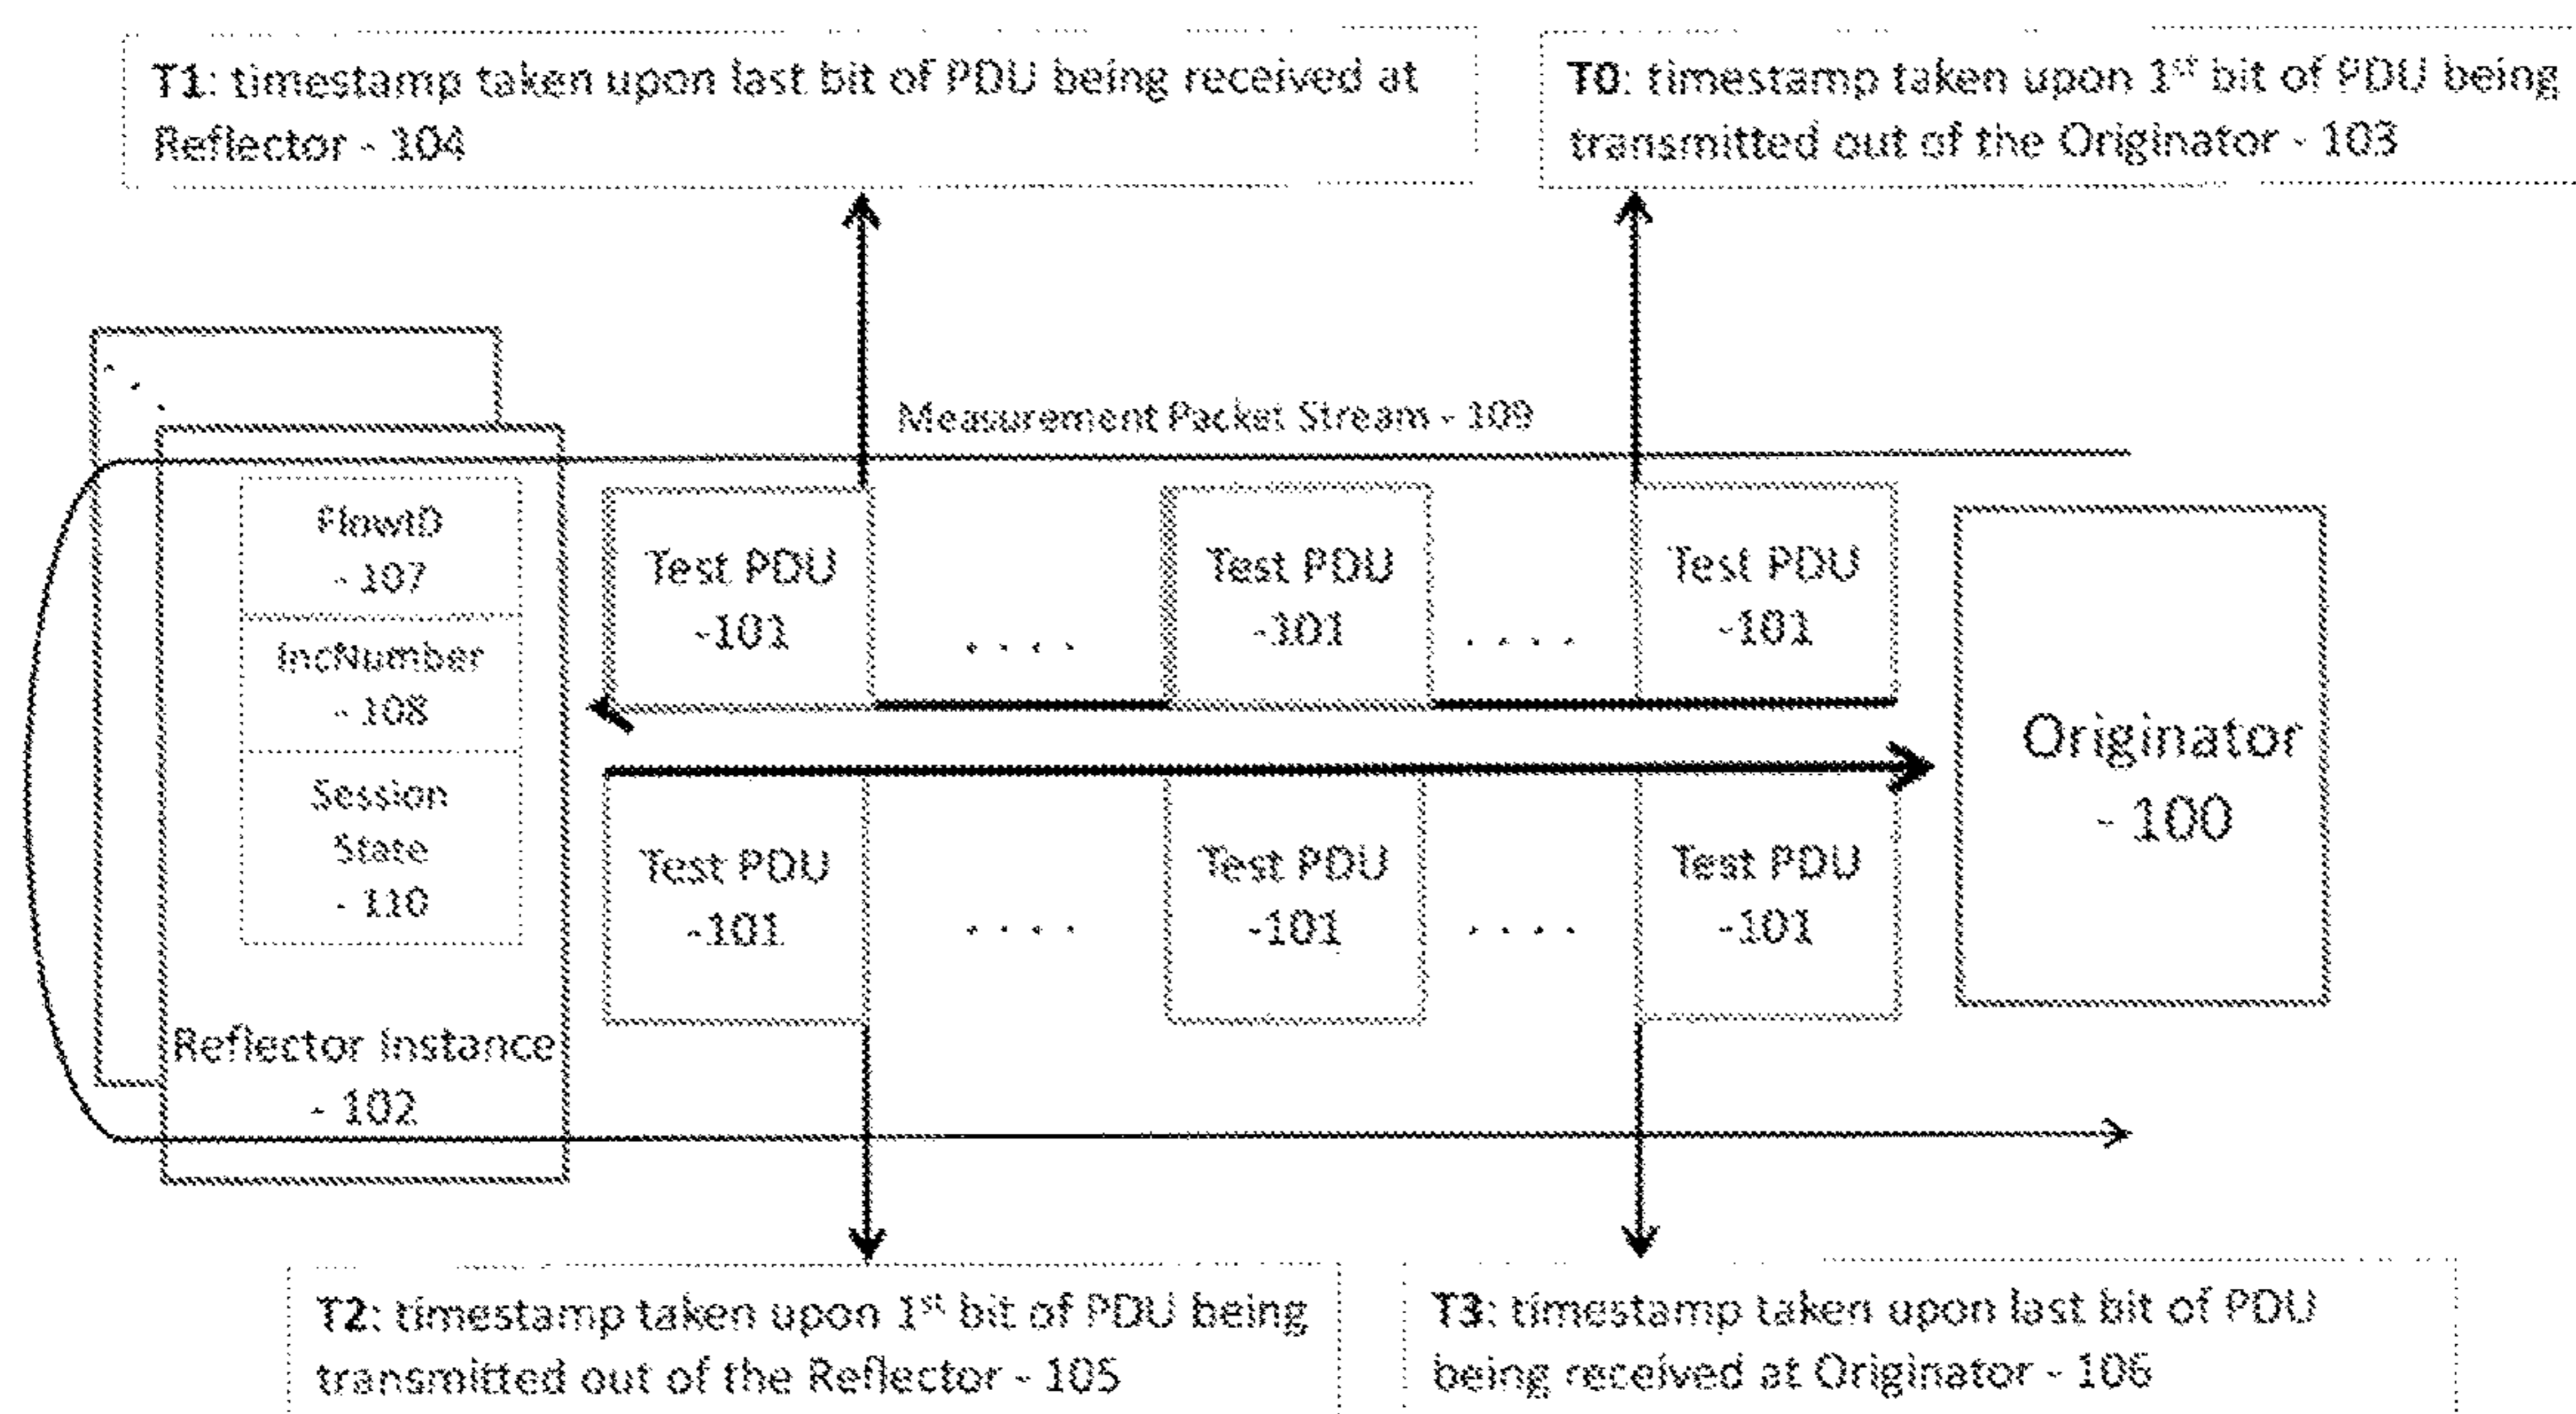 T1: timestamp taken upon last bit of PDU being received at
Reflector - 104
T0: timestamp taken upon 1st bit of PDU being
transmitted out of the Originator - 103
Measurement Packet Stream - 109
FlowID
- 107
IncNumber
- 108
Session
State
- 110
Reflector Instance
- 102
Test PDU
-101
. . . .
Test PDU
-101
. . . .
Test PDU
-101
Test PDU
-101
. . . .
Test PDU
-101
. . . .
Test PDU
-101
Originator
- 100
T2: timestamp taken upon 1st bit of PDU being
transmitted out of the Reflector - 105
T3: timestamp taken upon last bit of PDU
being received at Originator - 106